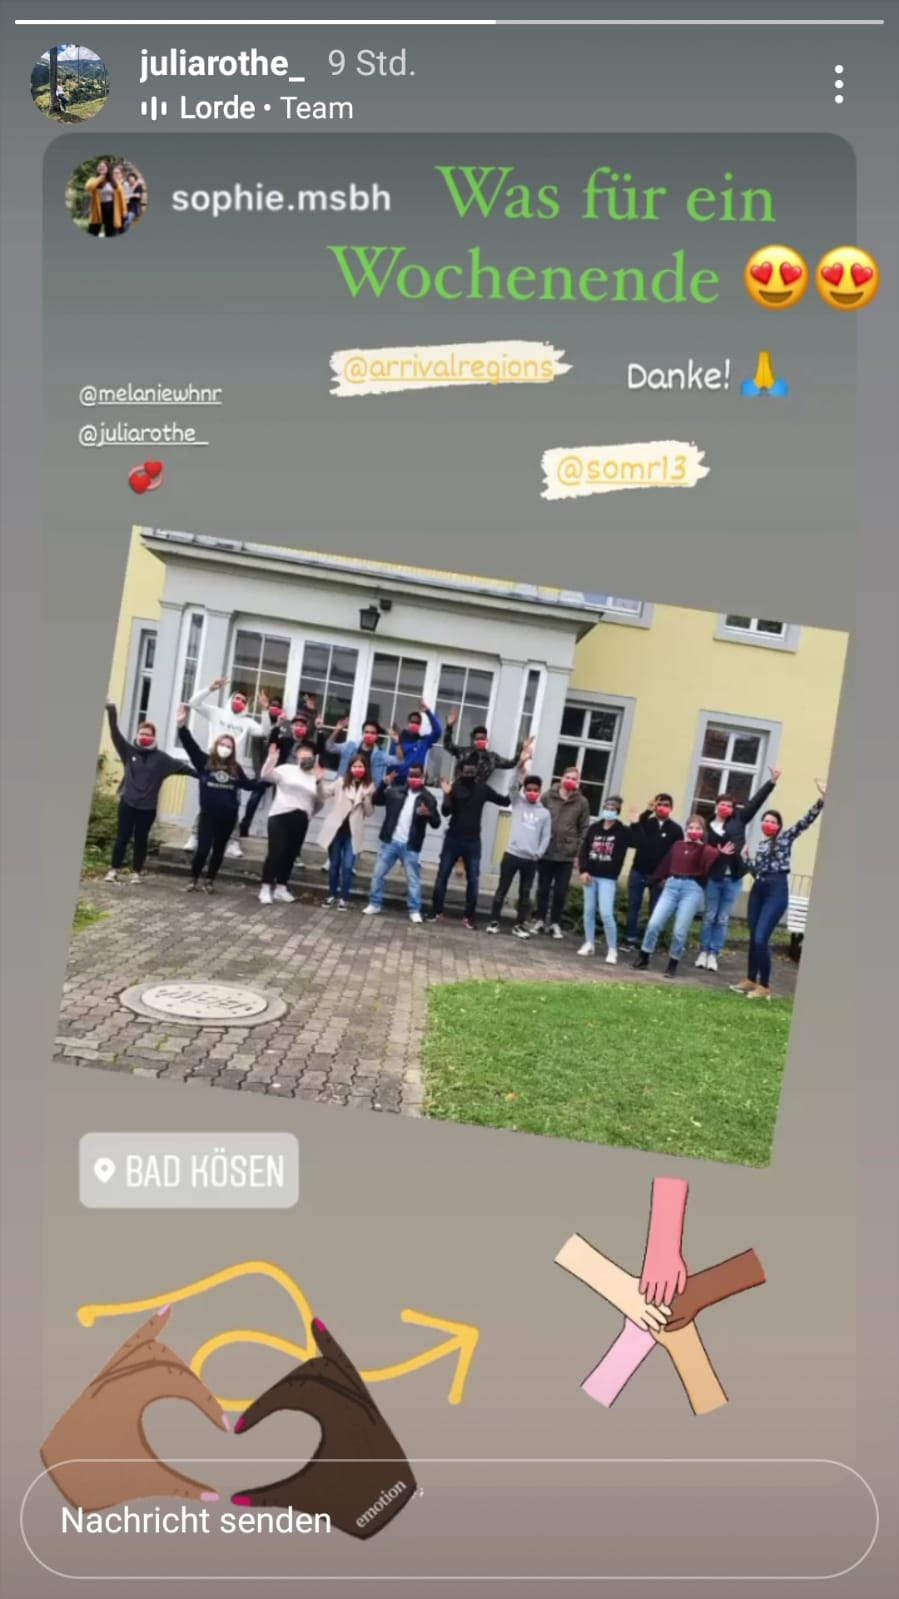 juliarothe_ 9 Std.
Lorde • Team
sophie.msbh
Was für ein
Wochenende 😍😍
@arrivalregions
Danke! 🙏
@melaniewhnr
@juliarothe_
@somr13
BAD KÖSEN
emotion
Nachricht senden